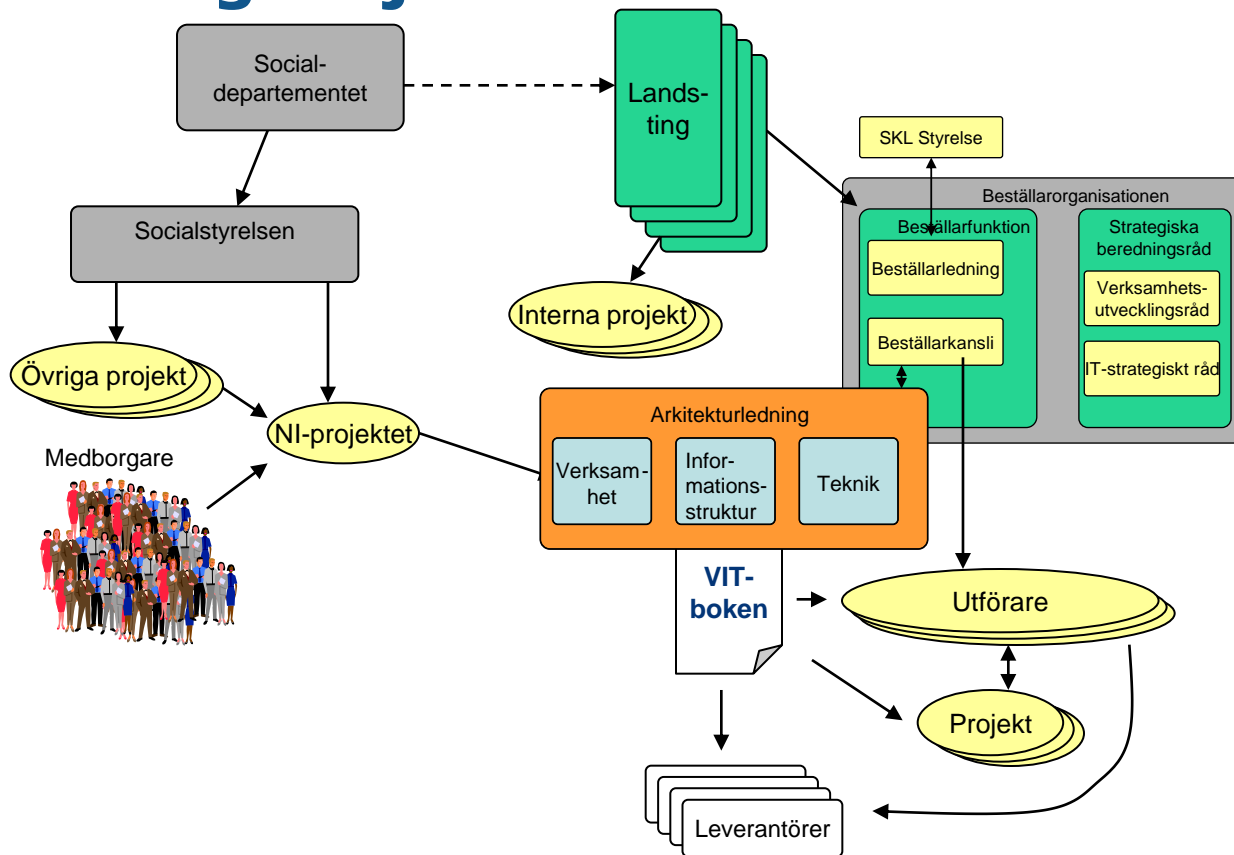 Social-
departementet
Lands-
ting
SKL Styrelse
Beställarorganisationen
Socialstyrelsen
Beställarfunktion
Strategiska
beredningsråd
Beställarledning
Verksamhets-
utvecklingsråd
Interna projekt
Beställarkansli
IT-strategiskt råd
Övriga projekt
NI-projektet
Arkitekturledning
Medborgare
Verksam-
het
Infor-
mations-
struktur
Teknik
VIT-
boken
Utförare
Projekt
Leverantörer